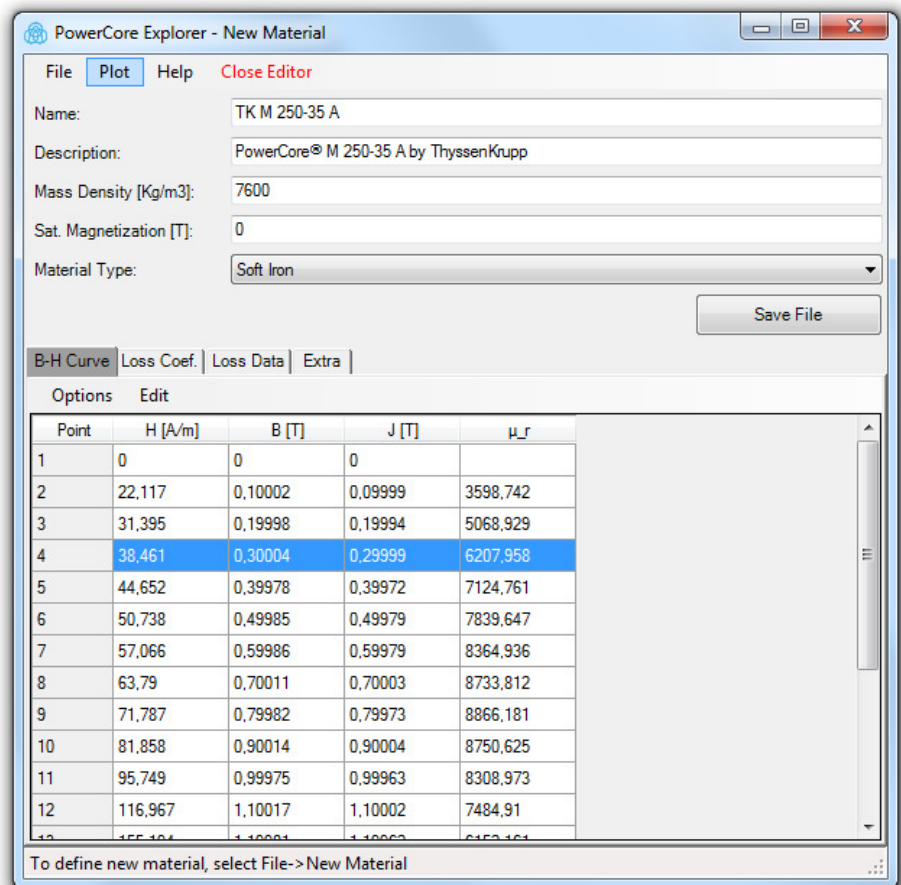 PowerCore Explorer - New Material
File Plot Help Close Editor
Name: TK M 250-35 A
Description: PowerCore® M 250-35 A by ThyssenKrupp
Mass Density [Kg/m3]: 7600
Sat. Magnetization [T]: 0
Material Type: Soft Iron
Save File
B-H Curve Loss Coef. Loss Data Extra
Options Edit
Point H [A/m] B [T] J [T] μ_r
1 0 0 0
2 22,117 0,10002 0,09999 3598,742
3 31,395 0,19998 0,19994 5068,929
4 38,461 0,30004 0,29999 6207,958
5 44,652 0,39978 0,39972 7124,761
6 50,738 0,49985 0,49979 7839,647
7 57,066 0,59986 0,59979 8364,936
8 63,79 0,70011 0,70003 8733,812
9 71,787 0,79982 0,79973 8866,181
10 81,858 0,90014 0,90004 8750,625
11 95,749 0,99975 0,99963 8308,973
12 116,967 1,10017 1,10002 7484,91
To define new material, select File->New Material